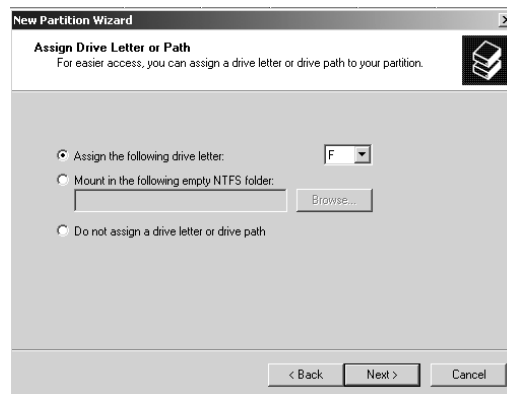 New Partition Wizard
Assign Drive Letter or Path
For easier access, you can assign a drive letter or drive path to your partition.
Assign the following drive letter: F
Mount in the following empty NTFS folder:
Browse...
Do not assign a drive letter or drive path
< Back Next > Cancel